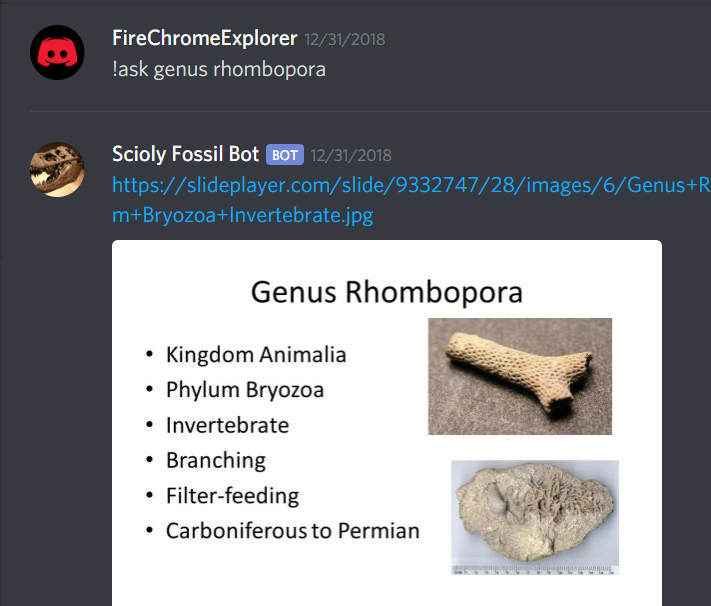 FireChromeExplorer 12/31/2018
!ask genus rhombopora
Scioly Fossil Bot BOT 12/31/2018
https://slideplayer.com/slide/9332747/28/images/6/Genus+R
m+Bryozoa+Invertebrate.jpg
Genus Rhombopora
• Kingdom Animalia
• Phylum Bryozoa
• Invertebrate
• Branching
• Filter-feeding
• Carboniferous to Permian